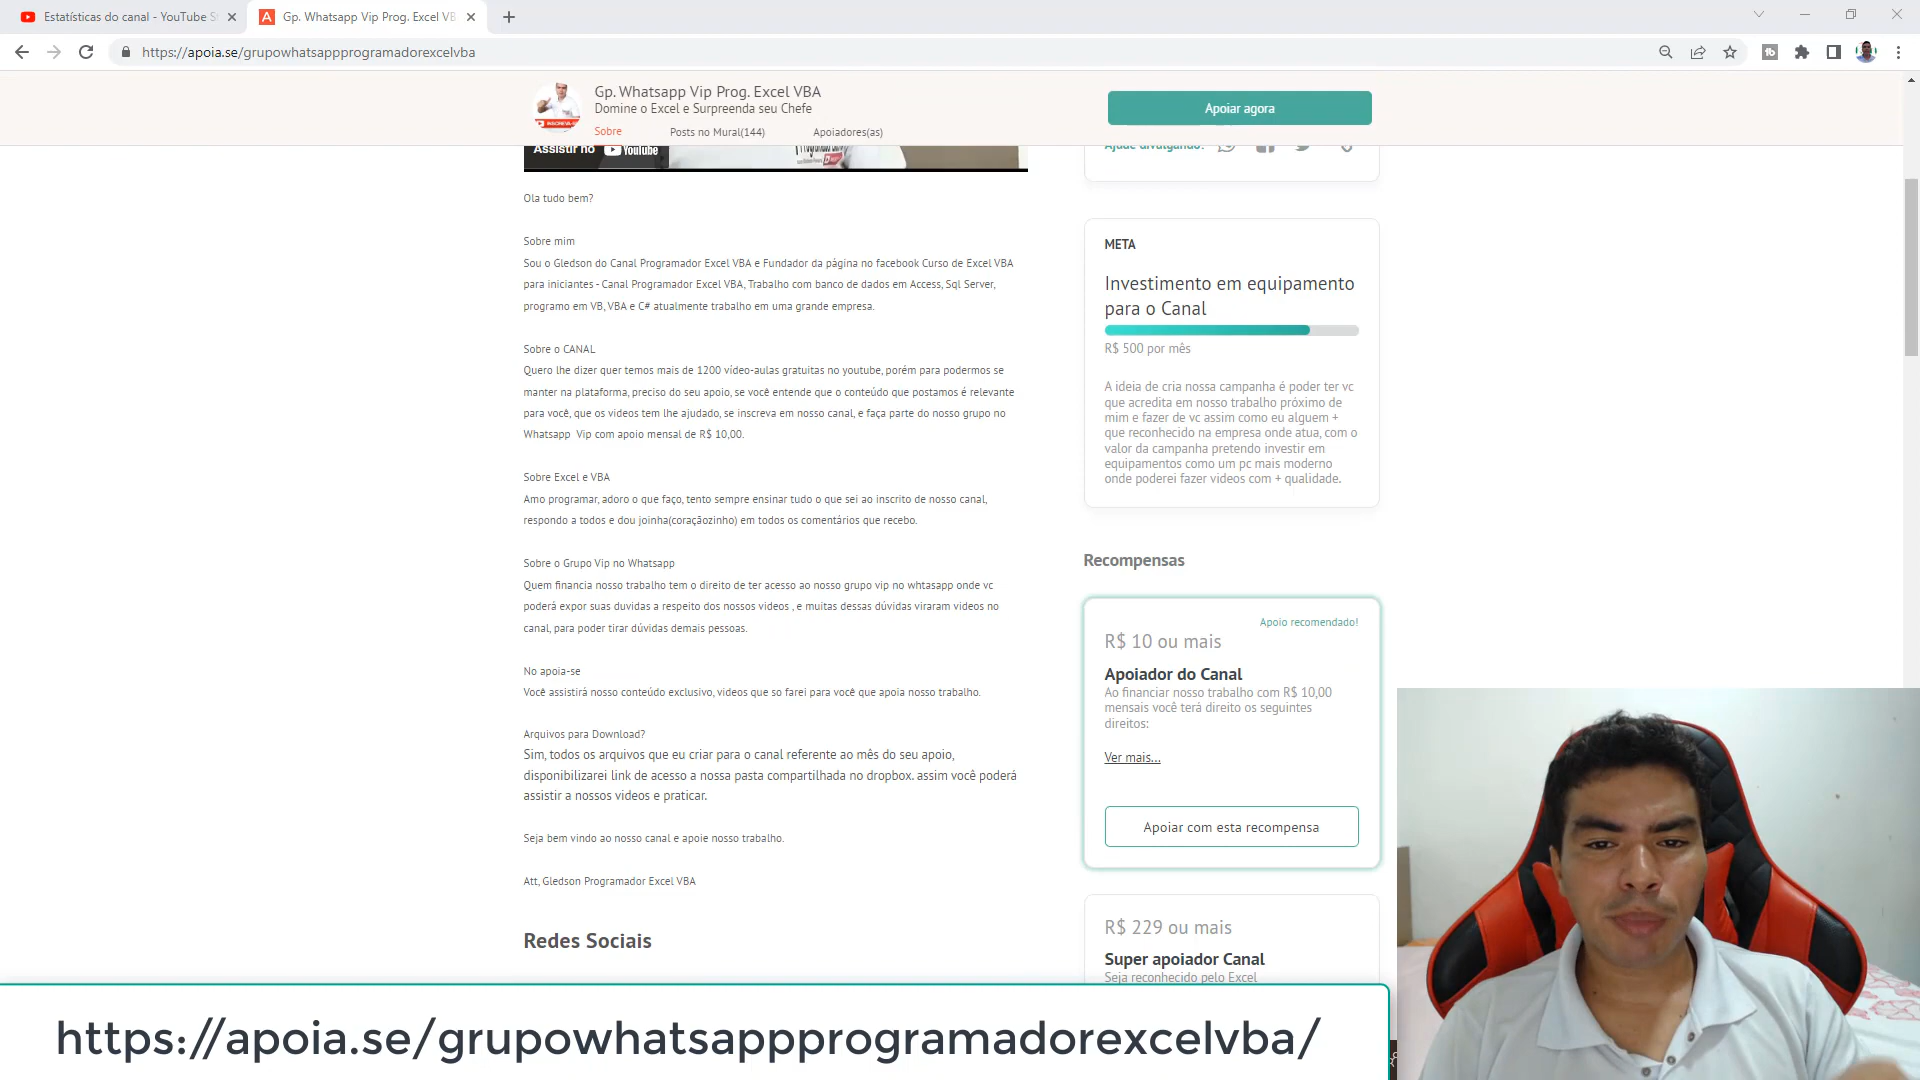 Estatísticas do canal - YouTube S
Gp. Whatsapp Vip Prog. Excel VB
https://apoia.se/grupowhatsappprogramadorexcelvba
Gp. Whatsapp Vip Prog. Excel VBA
Domine o Excel e Surpreenda seu Chefe
Sobre
Posts no Mural(144)
Apoiadores(as)
Apoiar agora
Assistir no YouTube
Ajude divulgando:
Ola tudo bem?
Sobre mim
Sou o Gledson do Canal Programador Excel VBA e Fundador da página no facebook Curso de Excel VBA
para iniciantes - Canal Programador Excel VBA, Trabalho com banco de dados em Access, Sql Server,
programo em VB, VBA e C# atualmente trabalho em uma grande empresa.
Sobre o CANAL
Quero lhe dizer quer temos mais de 1200 vídeo-aulas gratuitas no youtube, porém para podermos se
manter na plataforma, preciso do seu apoio, se você entende que o conteúdo que postamos é relevante
para você, que os videos tem lhe ajudado, se inscreva em nosso canal, e faça parte do nosso grupo no
Whatsapp Vip com apoio mensal de R$ 10,00.
Sobre Excel e VBA
Amo programar, adoro o que faço, tento sempre ensinar tudo o que sei ao inscrito de nosso canal,
respondo a todos e dou joinha(coraçãozinho) em todos os comentários que recebo.
Sobre o Grupo Vip no Whatsapp
Quem financia nosso trabalho tem o direito de ter acesso ao nosso grupo vip no whtasapp onde vc
poderá expor suas duvidas a respeito dos nossos videos , e muitas dessas dúvidas viraram videos no
canal, para poder tirar dúvidas demais pessoas.
No apoia-se
Você assistirá nosso conteúdo exclusivo, videos que so farei para você que apoia nosso trabalho.
Arquivos para Download?
Sim, todos os arquivos que eu criar para o canal referente ao mês do seu apoio,
disponibilizarei link de acesso a nossa pasta compartilhada no dropbox. assim você poderá
assistir a nossos videos e praticar.
Seja bem vindo ao nosso canal e apoie nosso trabalho.
Att, Gledson Programador Excel VBA
Redes Sociais
META
Investimento em equipamento
para o Canal
R$ 500 por mês
A ideia de cria nossa campanha é poder ter vc
que acredita em nosso trabalho próximo de
mim e fazer de vc assim como eu alguem +
que reconhecido na empresa onde atua, com o
valor da campanha pretendo investir em
equipamentos como um pc mais moderno
onde poderei fazer videos com + qualidade.
Recompensas
Apoio recomendado!
R$ 10 ou mais
Apoiador do Canal
Ao financiar nosso trabalho com R$ 10,00
mensais você terá direito os seguintes
direitos:
Ver mais...
Apoiar com esta recompensa
R$ 229 ou mais
Super apoiador Canal
Seja reconhecido pelo Excel
https://apoia.se/grupowhatsappprogramadorexcelvba/